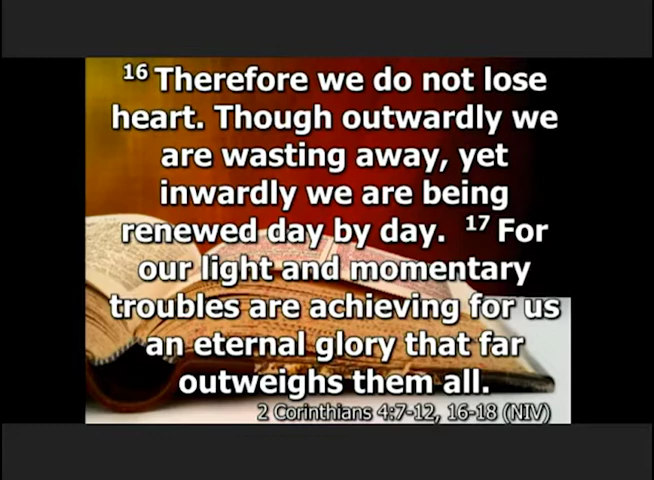 16 Therefore we do not lose
heart. Though outwardly we
are wasting away, yet
inwardly we are being
renewed day by day. 17 For
our light and momentary
troubles are achieving for us
an eternal glory that far
outweighs them all.
2 Corinthians 4:7-12, 16-18 (NIV)